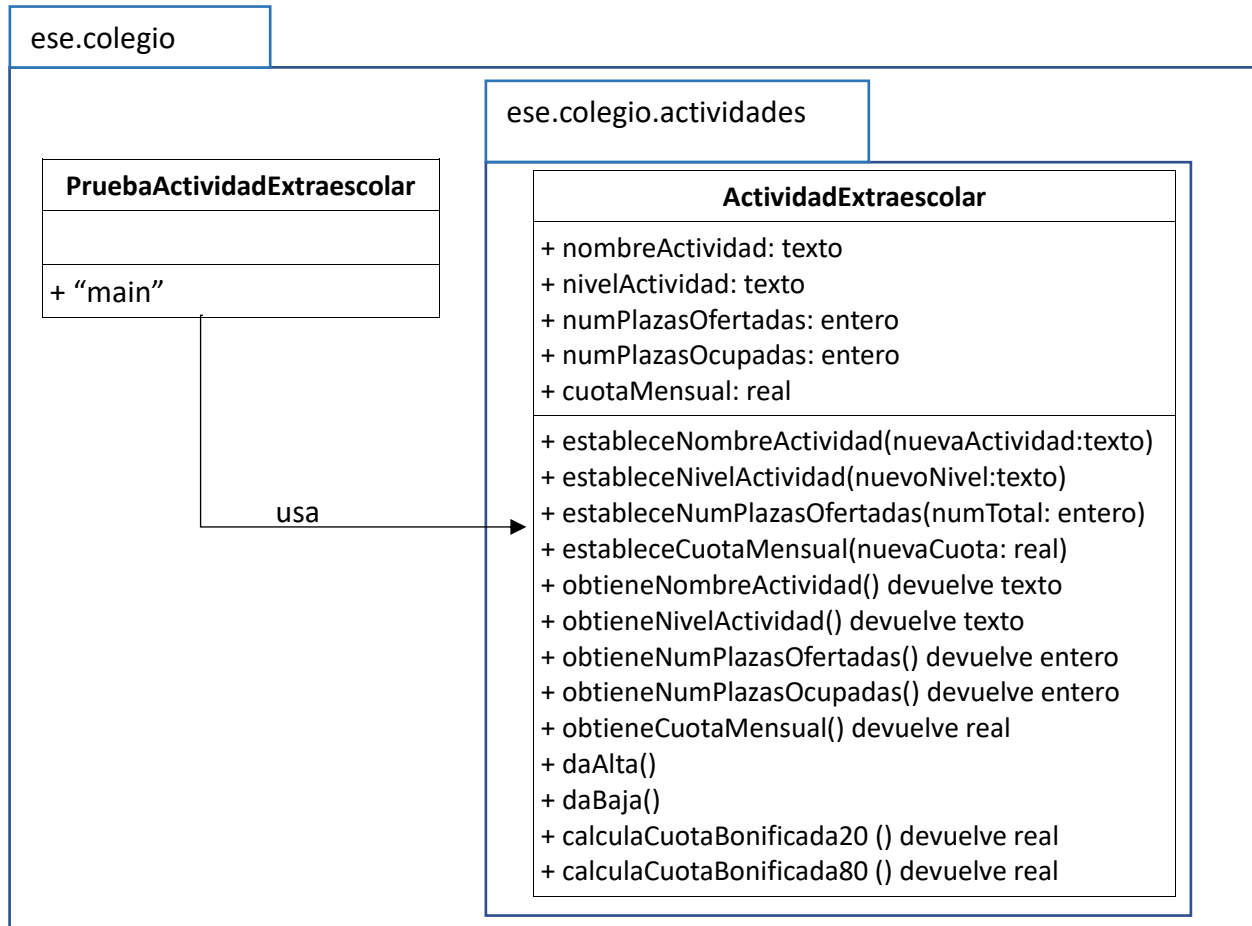 ese.colegio
ese.colegio.actividades
PruebaActividadExtraescolar
+ “main”
usa
ActividadExtraescolar
+ nombreActividad: texto
+ nivelActividad: texto
+ numPlazasOfertadas: entero
+ numPlazasOcupadas: entero
+ cuotaMensual: real
+ estableceNombreActividad(nuevaActividad:texto)
+ estableceNivelActividad(nuevoNivel:texto)
+ estableceNumPlazasOfertadas(numTotal: entero)
+ estableceCuotaMensual(nuevaCuota: real)
+ obtieneNombreActividad() devuelve texto
+ obtieneNivelActividad() devuelve texto
+ obtieneNumPlazasOfertadas() devuelve entero
+ obtieneNumPlazasOcupadas() devuelve entero
+ obtieneCuotaMensual() devuelve real
+ daAlta()
+ daBaja()
+ calculaCuotaBonificada20 () devuelve real
+ calculaCuotaBonificada80 () devuelve real